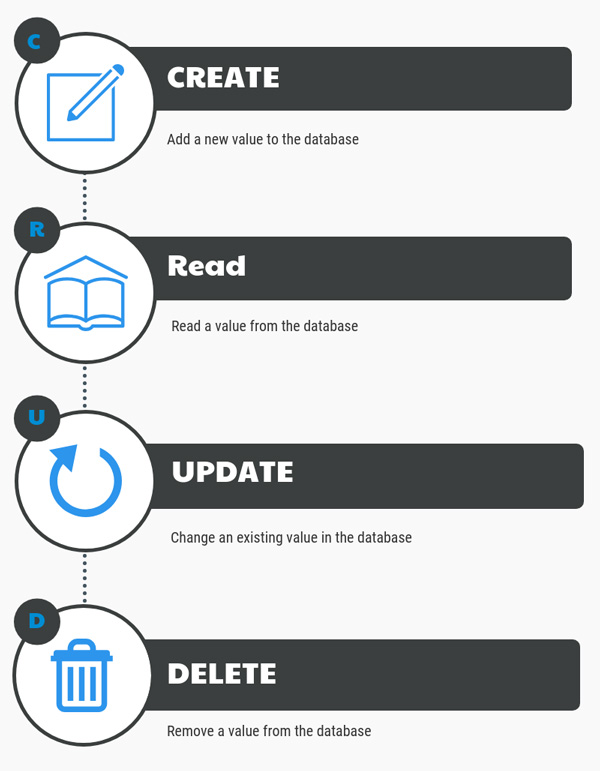 C
CREATE
Add a new value to the database
R
Read
Read a value from the database
U
UPDATE
Change an existing value in the database
D
DELETE
Remove a value from the database